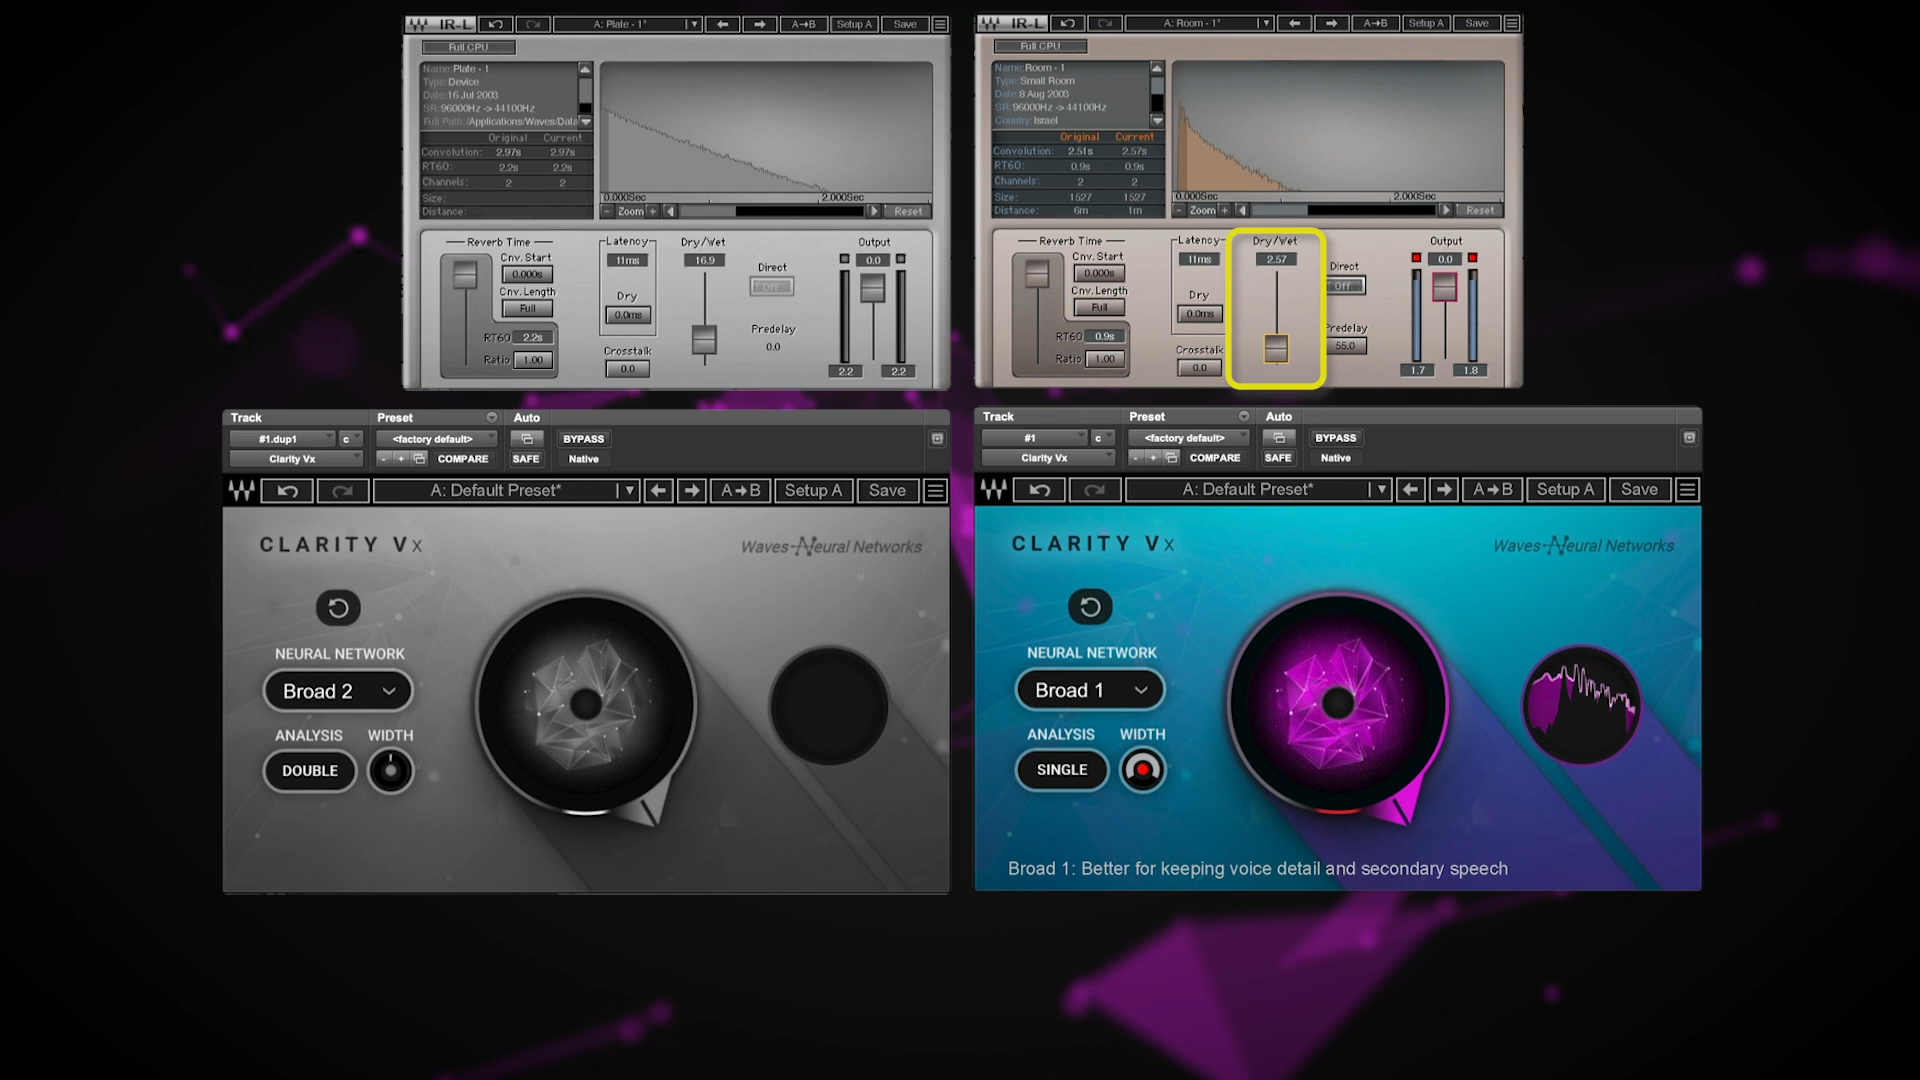 IR-L
A: Plate - 1*
A→B
Setup A
Save
Full CPU
Name: Plate - 1
Type: Device
Date: 16 Jul 2003
SR: 96000Hz -> 44100Hz
Full Path: /Applications/Waves/Data
Original Current
Convolution: 2.97s 2.97s
RT60: 2.2s 2.2s
Channels: 2 2
Size:
Distance:
0.000Sec 2.000Sec
- Zoom + Reset
Reverb Time
Cnv. Start
0.000s
Cnv. Length
Full
RT60 2.2s
Ratio 1.00
Latency
11ms
Dry
0.0ms
Crosstalk
0.0
Dry/Wet
16.9
Direct
Off
Predelay
0.0
Output
0.0
2.2 2.2
IR-L
A: Room - 1*
A→B
Setup A
Save
Full CPU
Name: Room - 1
Type: Small Room
Date: 8 Aug 2003
SR: 96000Hz -> 44100Hz
Country: Israel
Original Current
Convolution: 2.51s 2.57s
RT60: 0.9s 0.9s
Channels: 2 2
Size: 1527 1527
Distance: 6m 1m
0.000Sec 2.000Sec
- Zoom + Reset
Reverb Time
Cnv. Start
0.000s
Cnv. Length
Full
RT60 0.9s
Ratio 1.00
Latency
11ms
Dry
0.0ms
Crosstalk
0.0
Dry/Wet
2.57
Direct
Off
Predelay
55.0
Output
0.0
1.7 1.8
Track Preset Auto
#1.dup1 c <factory default> BYPASS
Clarity Vx - + COMPARE SAFE Native
A: Default Preset* A→B Setup A Save
CLARITY Vx
Waves Neural Networks
NEURAL NETWORK
Broad 2
ANALYSIS WIDTH
DOUBLE
Track Preset Auto
#1 c <factory default> BYPASS
Clarity Vx - + COMPARE SAFE Native
A: Default Preset* A→B Setup A Save
CLARITY Vx
Waves Neural Networks
NEURAL NETWORK
Broad 1
ANALYSIS WIDTH
SINGLE
Broad 1: Better for keeping voice detail and secondary speech